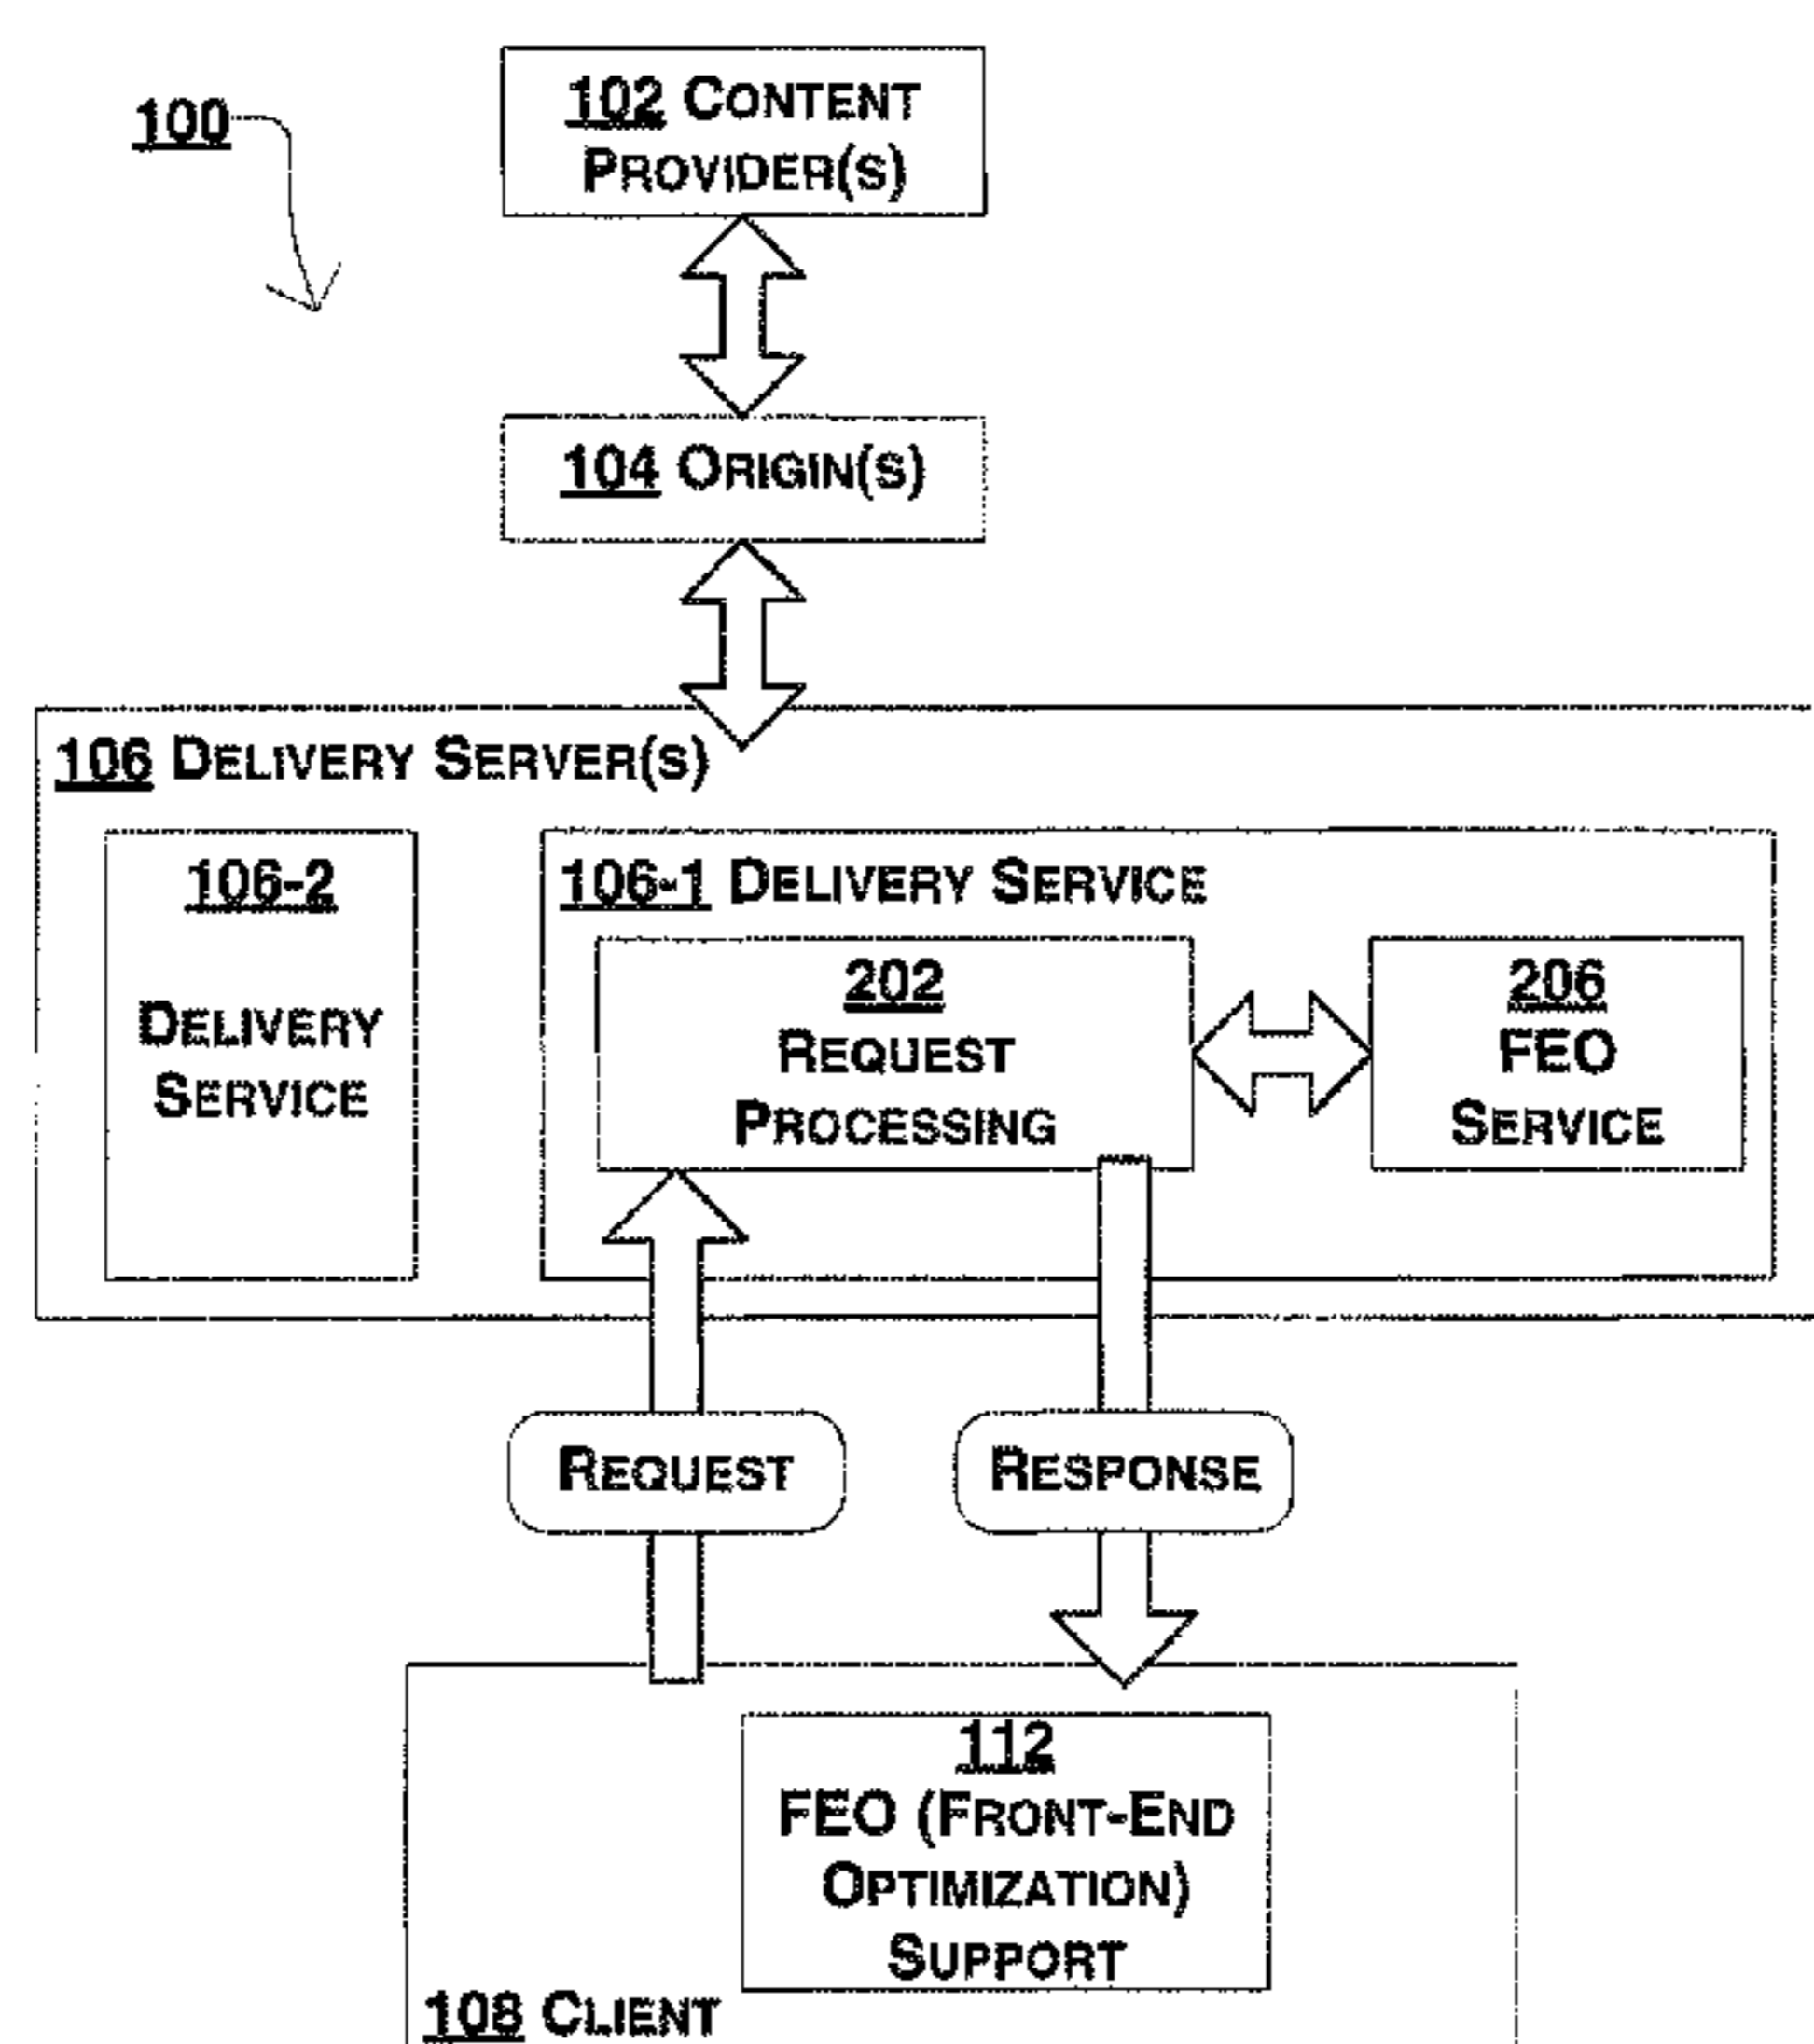 100
102 CONTENT
PROVIDER(S)
104 ORIGIN(S)
106 DELIVERY SERVER(S)
106-2
DELIVERY
SERVICE
106-1 DELIVERY SERVICE
202
REQUEST
PROCESSING
206
FEO
SERVICE
REQUEST
RESPONSE
112
FEO (FRONT-END
OPTIMIZATION)
SUPPORT
108 CLIENT